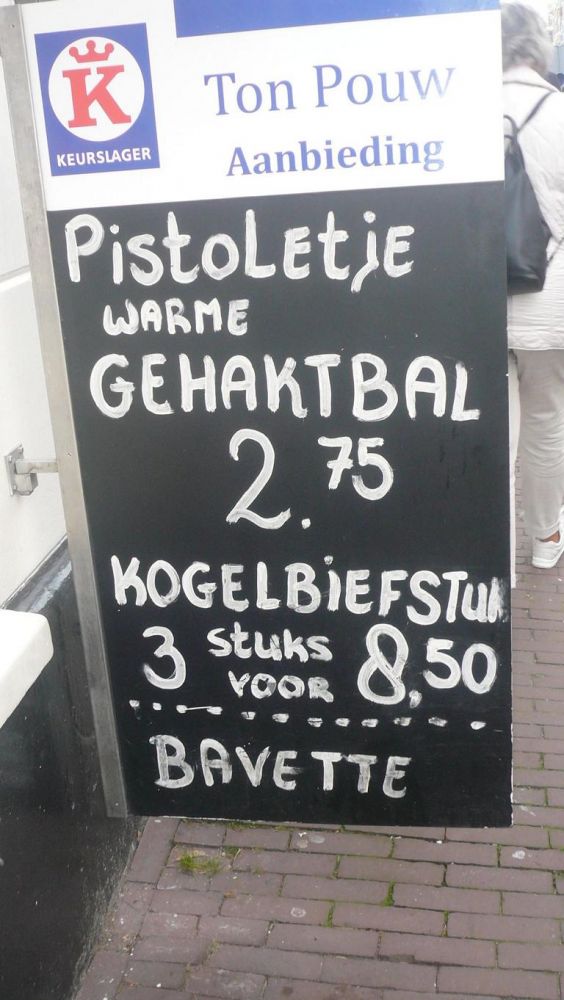 K
KEURSLAGER
Ton Pouw
Aanbieding
PistoLetje
WARME
GEHAKTBAL
2.75
KOGELBiEFSTUK
3 stuks voor 8,50
BAVETTE